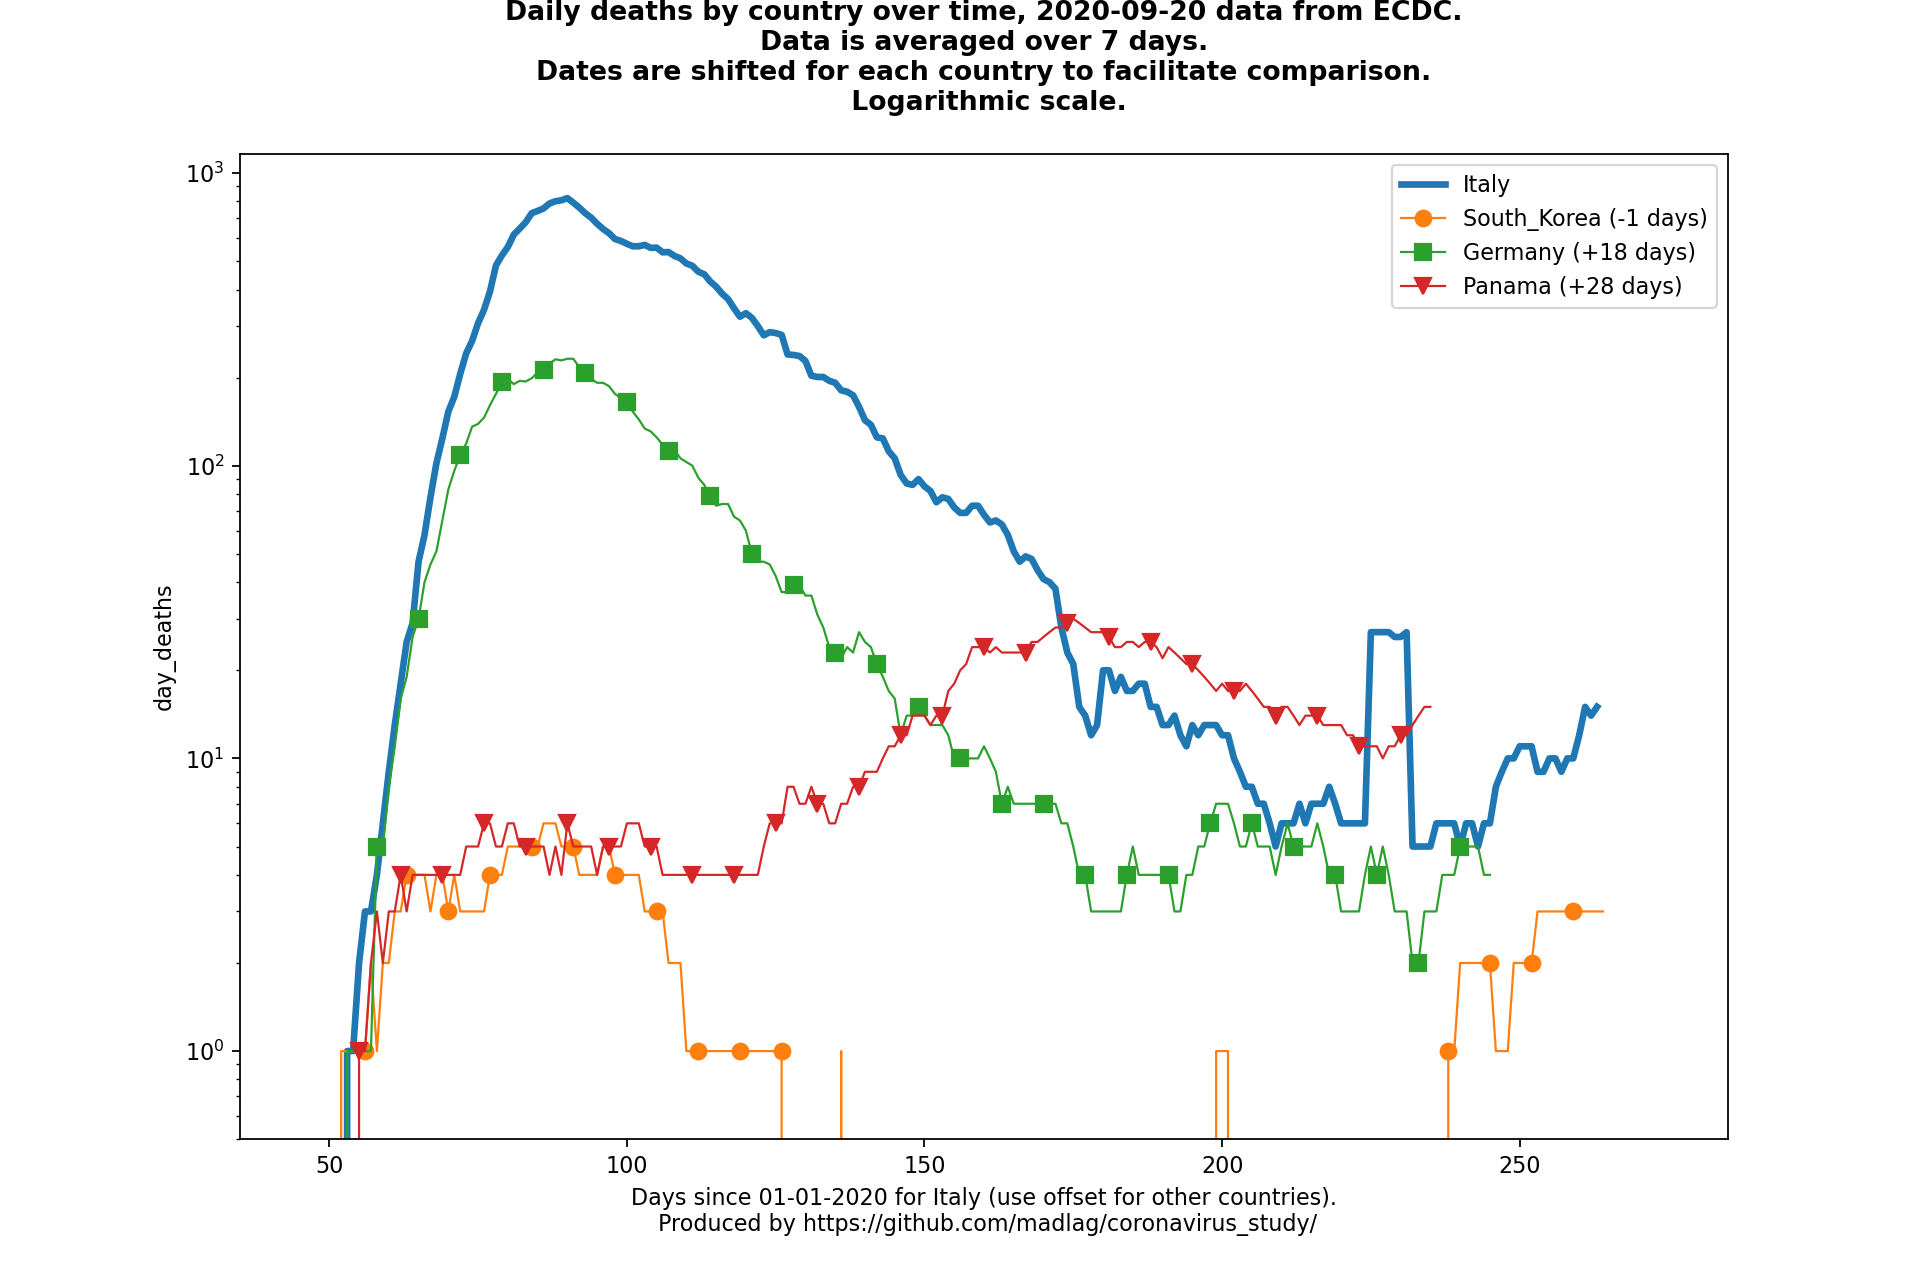 Daily deaths by country over time, 2020-09-20 data from ECDC.
Data is averaged over 7 days.
Dates are shifted for each country to facilitate comparison.
Logarithmic scale.
10³
Italy
South_Korea (-1 days)
Germany (+18 days)
Panama (+28 days)
10²
day_deaths
10¹
10⁰
50 100 150 200 250
Days since 01-01-2020 for Italy (use offset for other countries).
Produced by https://github.com/madlag/coronavirus_study/